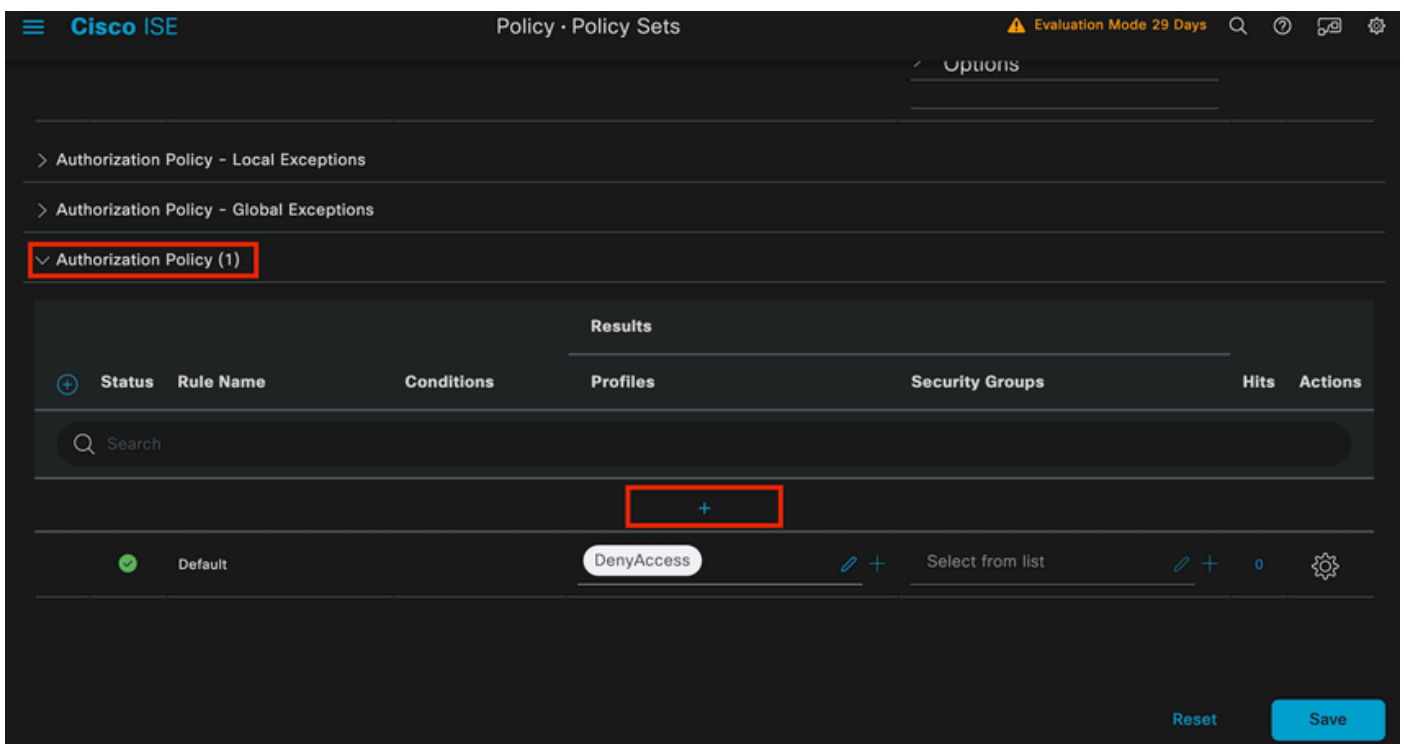 Cisco ISE Policy · Policy Sets Evaluation Mode 29 Days
Options
Authorization Policy - Local Exceptions
Authorization Policy - Global Exceptions
Authorization Policy (1)
Results
Status Rule Name Conditions Profiles Security Groups Hits Actions
Search
+
Default DenyAccess + Select from list + 0
Reset Save